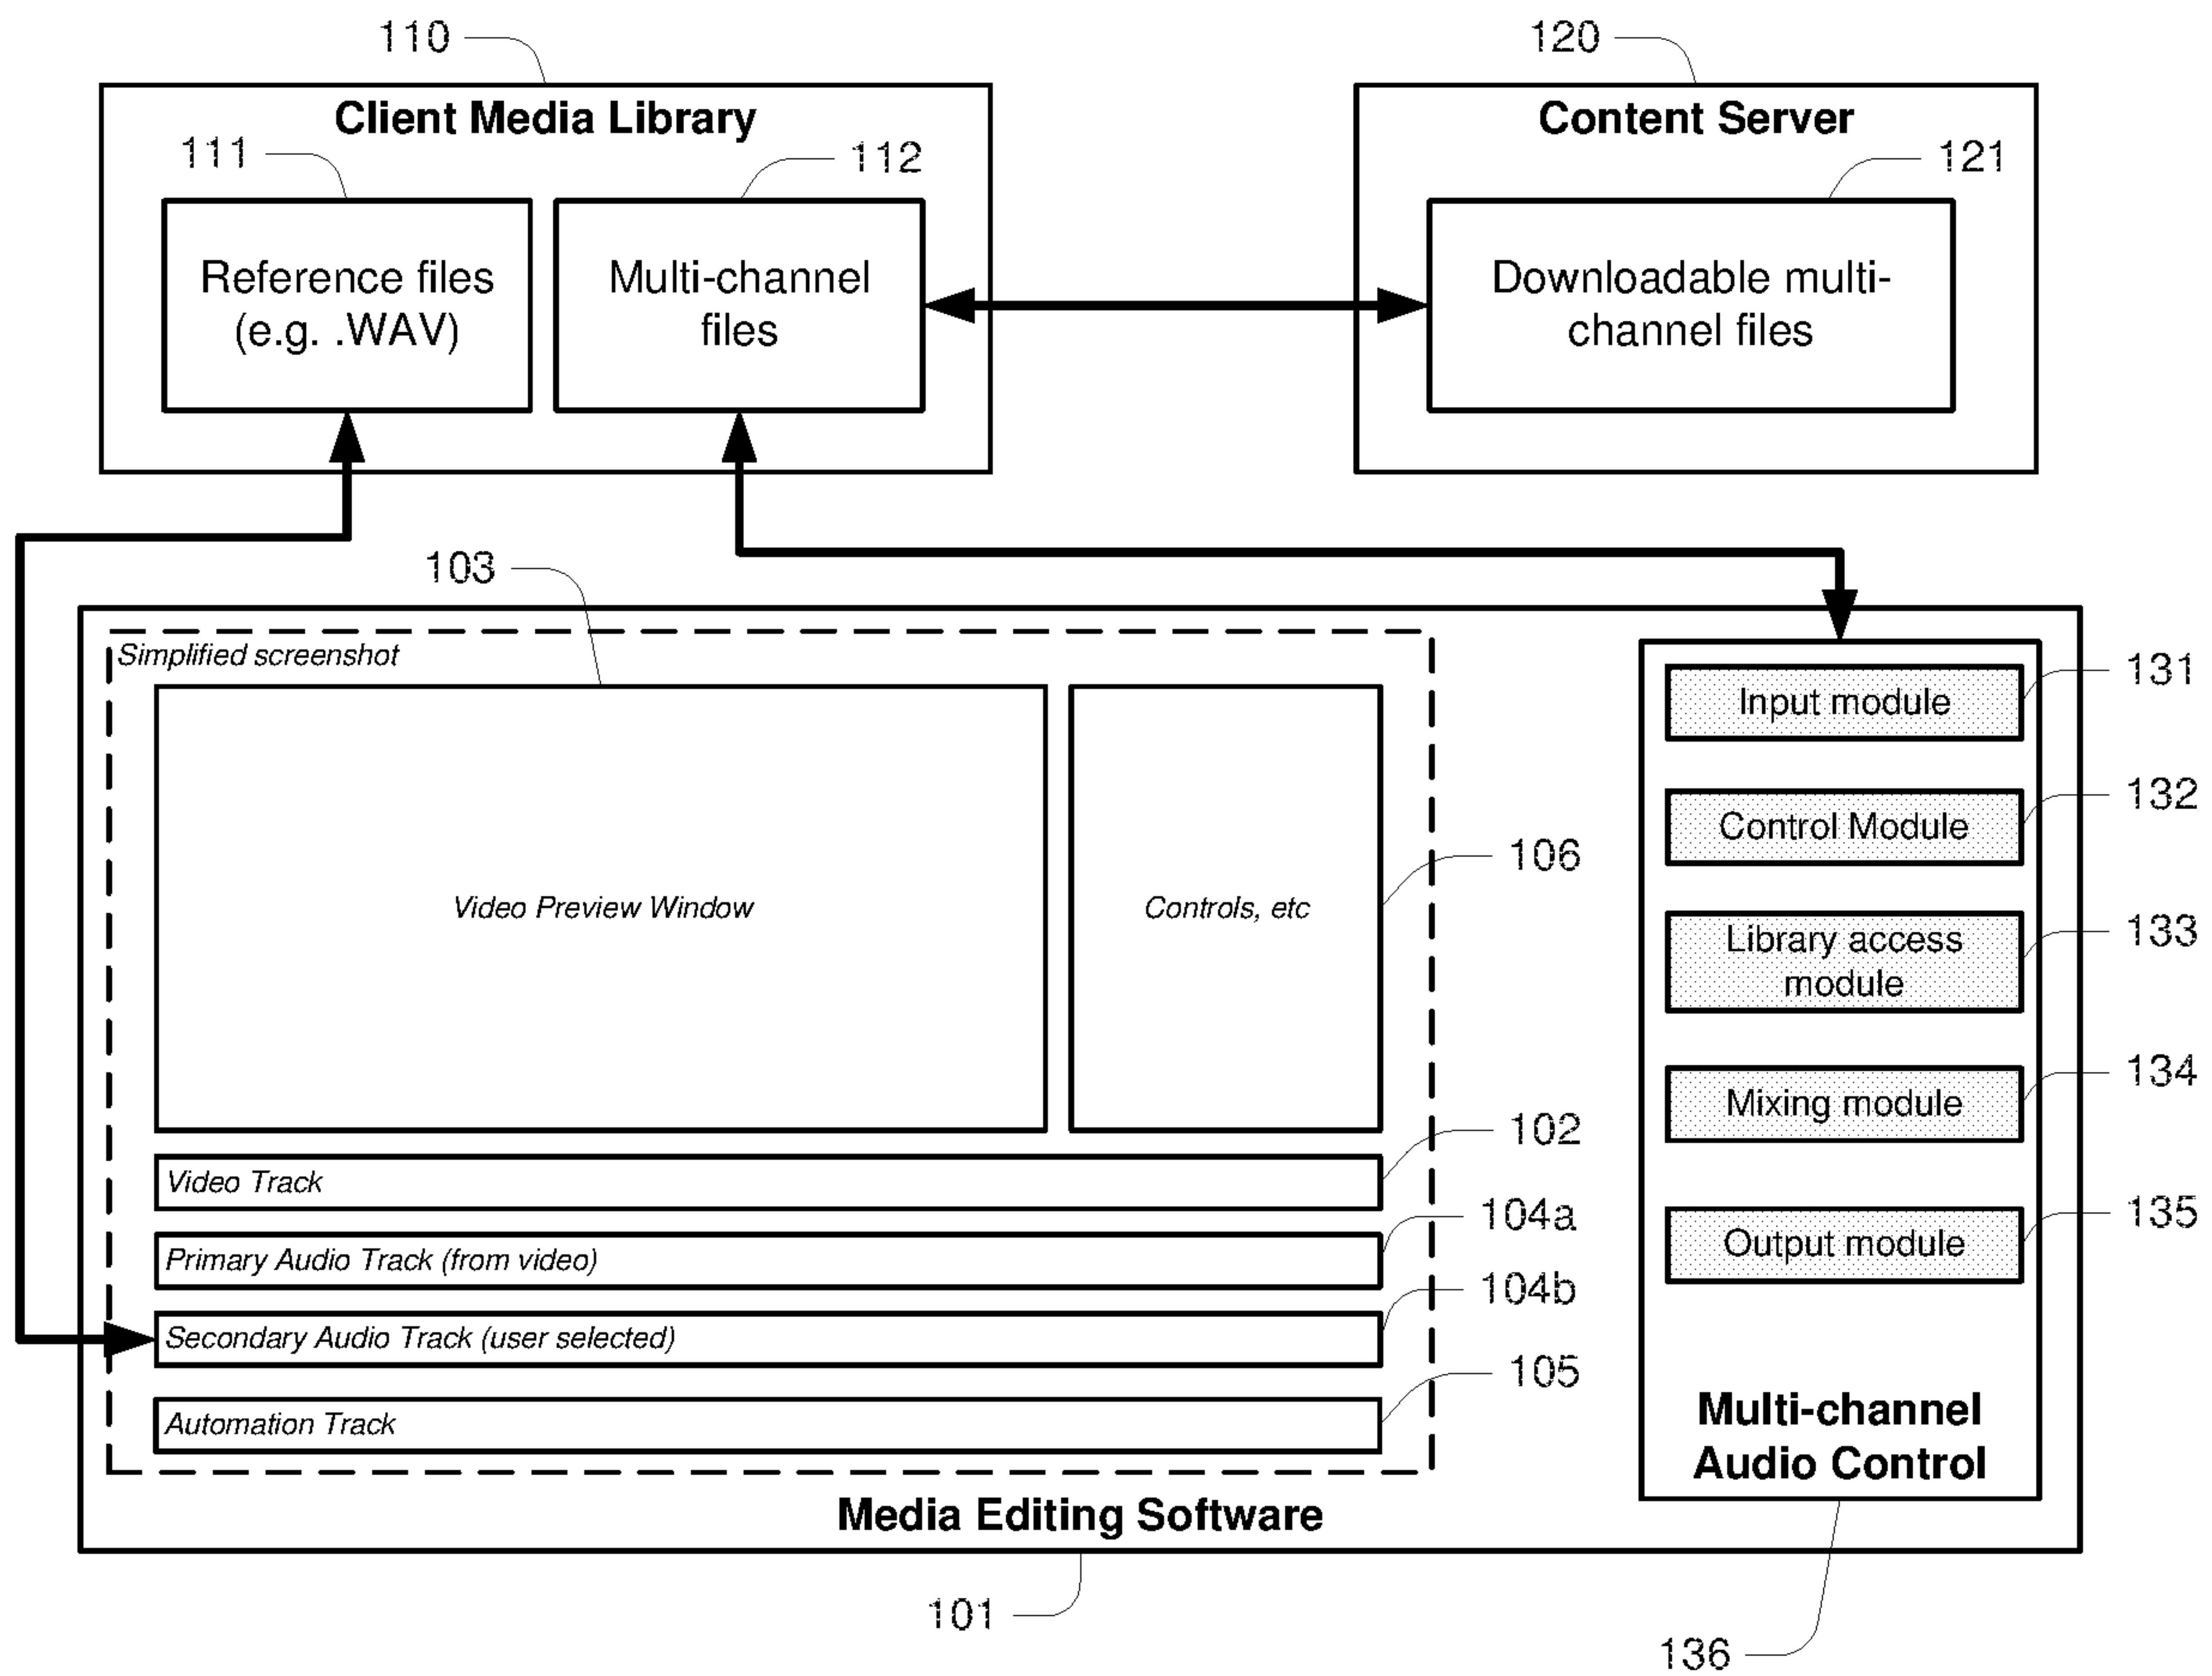 110
120
Client Media Library
Content Server
111
112
121
Reference files
(e.g. .WAV)
Multi-channel
files
Downloadable multi-
channel files
103
Simplified screenshot
Video Preview Window
Controls, etc
106
102
Video Track
104a
Primary Audio Track (from video)
104b
Secondary Audio Track (user selected)
105
Automation Track
Media Editing Software
101
Input module
131
Control Module
132
Library access
module
133
Mixing module
134
Output module
135
Multi-channel
Audio Control
136